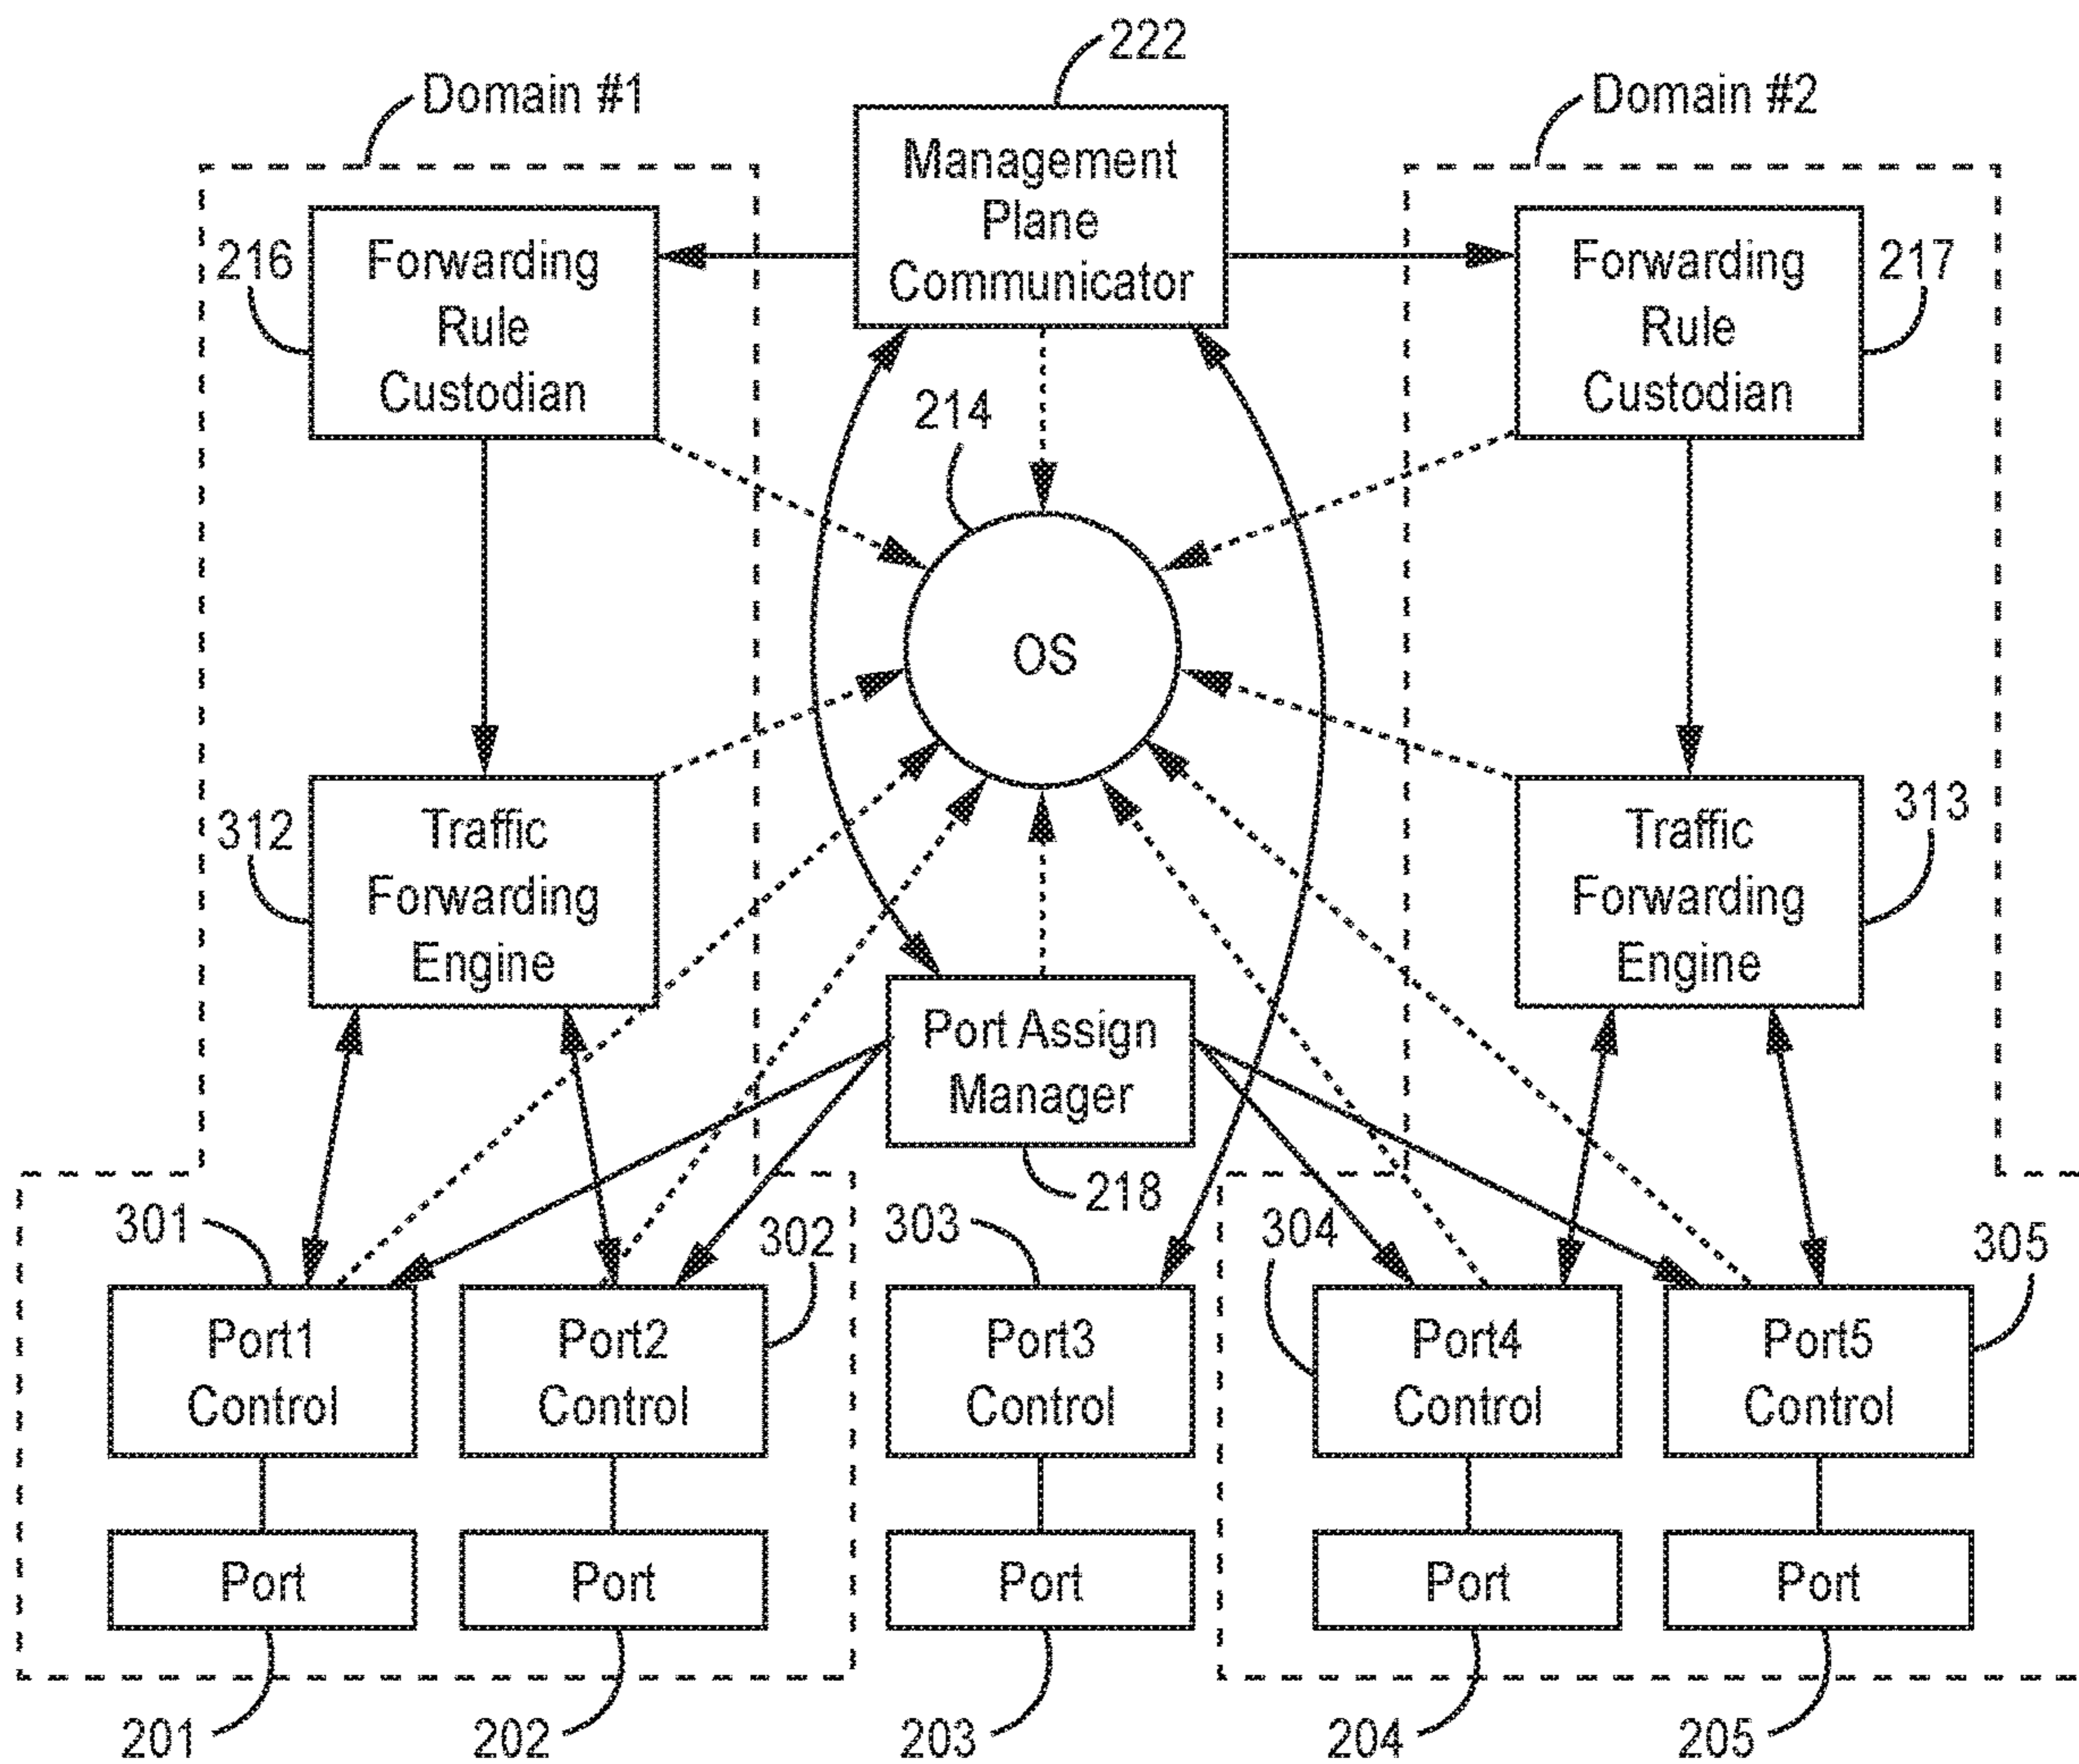 222
Domain #1
Domain #2
Management
Plane
Communicator
216
Forwarding
Rule
Custodian
Forwarding
Rule
Custodian
217
214
OS
312
Traffic
Forwarding
Engine
Traffic
Forwarding
Engine
313
Port Assign
Manager
218
301
302
303
304
305
Port1
Control
Port2
Control
Port3
Control
Port4
Control
Port5
Control
Port
Port
Port
Port
Port
201
202
203
204
205